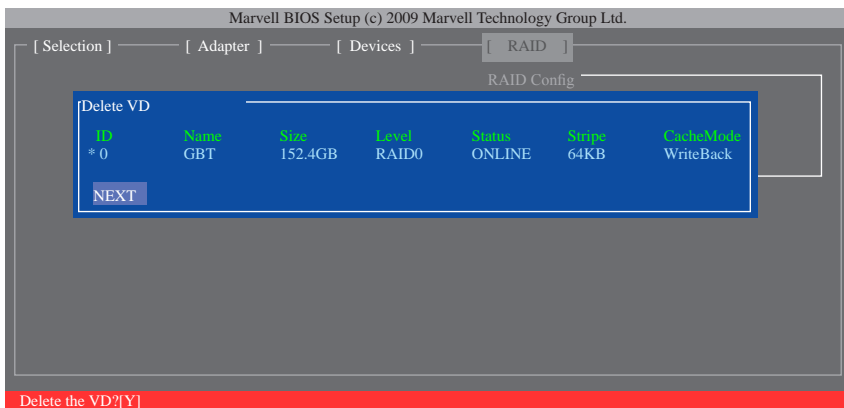 Marvell BIOS Setup (c) 2009 Marvell Technology Group Ltd.
[ Selection ] [ Adapter ] [ Devices ] [ RAID ]
RAID Config
Delete VD
ID Name Size Level Status Stripe CacheMode
* 0 GBT 152.4GB RAID0 ONLINE 64KB WriteBack
NEXT
Delete the VD?[Y]